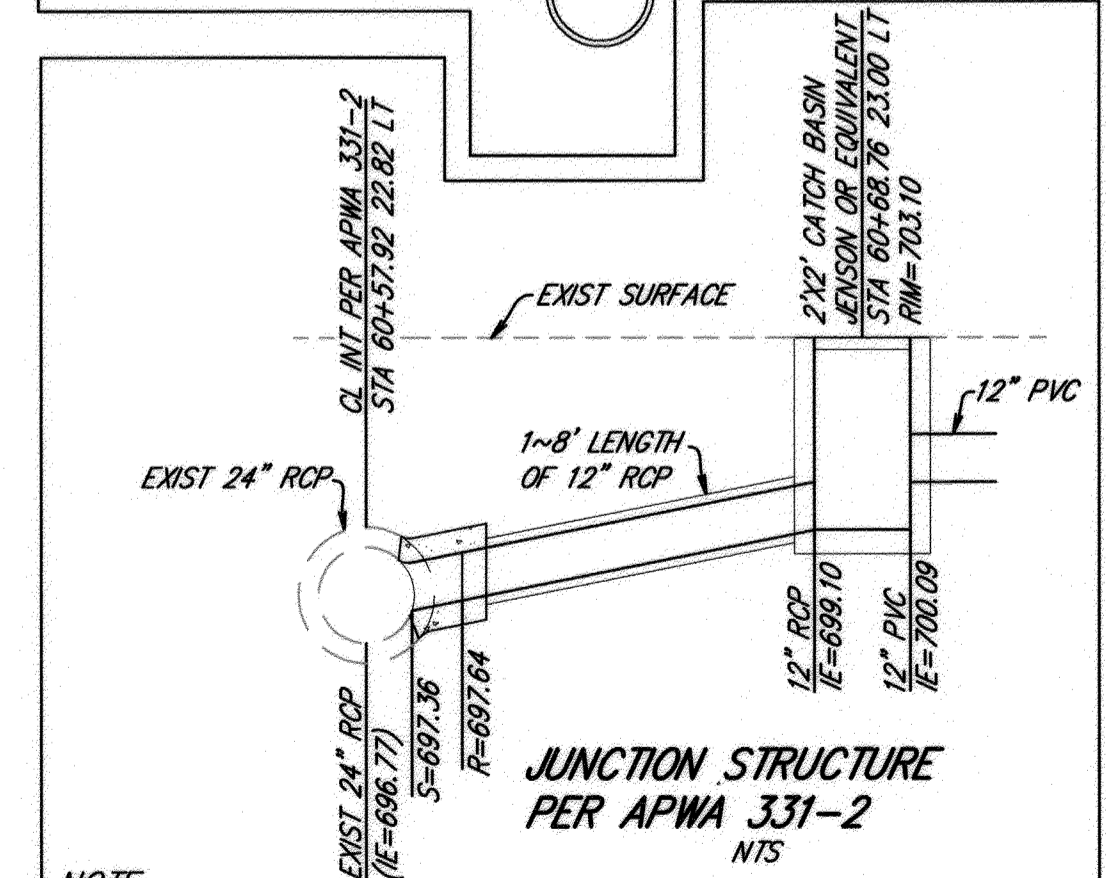 CL INT PER APWA 331-2
STA 60+57.92 22.82 LT
2'X2' CATCH BASIN
JENSON OR EQUIVALENT
STA 60+68.76 23.00 LT
RIM=703.10
EXIST SURFACE
12" PVC
1~8' LENGTH
OF 12" RCP
EXIST 24" RCP
12" RCP
IE=699.10
12" PVC
IE=700.09
EXIST 24" RCP
(IE=696.77)
S=697.36
R=697.64
JUNCTION STRUCTURE
PER APWA 331-2
NTS
NOTE